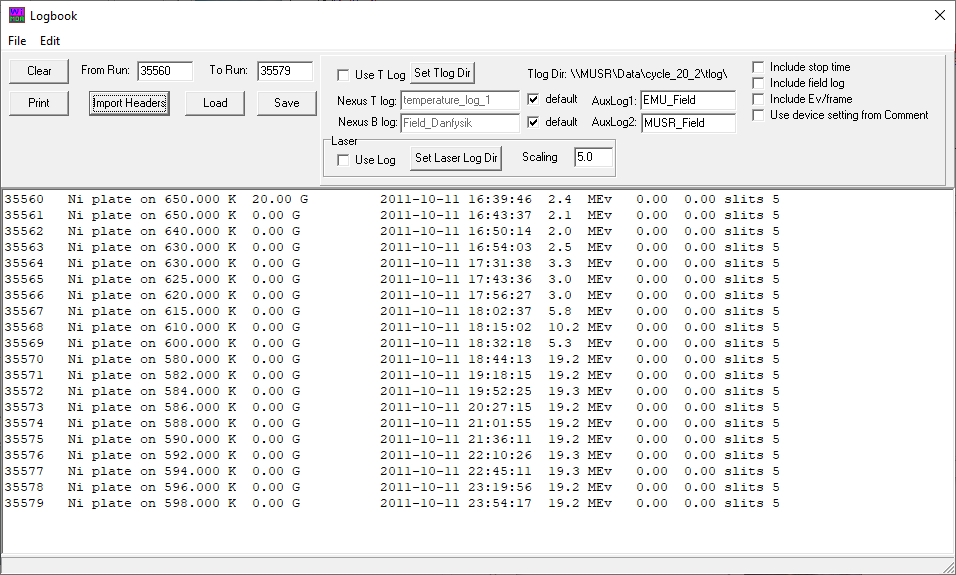 Logbook
File Edit
Clear From Run: 35560 To Run: 35579
Print Import Headers Load Save
Use T Log Set Tlog Dir Tlog Dir: \\MUSR\Data\cycle_20_2\tlog\
Nexus T log: temperature_log_1 default AuxLog1: EMU_Field
Nexus B log: Field_Danfysik default AuxLog2: MUSR_Field
Laser
Use Log Set Laser Log Dir Scaling 5.0
Include stop time
Include field log
Include Ev/frame
Use device setting from Comment
35560 Ni plate on 650.000 K 20.00 G 2011-10-11 16:39:46 2.4 MEv 0.00 0.00 slits 5
35561 Ni plate on 650.000 K 0.00 G 2011-10-11 16:43:37 2.1 MEv 0.00 0.00 slits 5
35562 Ni plate on 640.000 K 0.00 G 2011-10-11 16:50:14 2.0 MEv 0.00 0.00 slits 5
35563 Ni plate on 630.000 K 0.00 G 2011-10-11 16:54:03 2.5 MEv 0.00 0.00 slits 5
35564 Ni plate on 630.000 K 0.00 G 2011-10-11 17:31:38 3.3 MEv 0.00 0.00 slits 5
35565 Ni plate on 625.000 K 0.00 G 2011-10-11 17:43:36 3.0 MEv 0.00 0.00 slits 5
35566 Ni plate on 620.000 K 0.00 G 2011-10-11 17:56:27 3.0 MEv 0.00 0.00 slits 5
35567 Ni plate on 615.000 K 0.00 G 2011-10-11 18:02:37 5.8 MEv 0.00 0.00 slits 5
35568 Ni plate on 610.000 K 0.00 G 2011-10-11 18:15:02 10.2 MEv 0.00 0.00 slits 5
35569 Ni plate on 600.000 K 0.00 G 2011-10-11 18:32:18 5.3 MEv 0.00 0.00 slits 5
35570 Ni plate on 580.000 K 0.00 G 2011-10-11 18:44:13 19.2 MEv 0.00 0.00 slits 5
35571 Ni plate on 582.000 K 0.00 G 2011-10-11 19:18:15 19.2 MEv 0.00 0.00 slits 5
35572 Ni plate on 584.000 K 0.00 G 2011-10-11 19:52:25 19.3 MEv 0.00 0.00 slits 5
35573 Ni plate on 586.000 K 0.00 G 2011-10-11 20:27:15 19.2 MEv 0.00 0.00 slits 5
35574 Ni plate on 588.000 K 0.00 G 2011-10-11 21:01:55 19.2 MEv 0.00 0.00 slits 5
35575 Ni plate on 590.000 K 0.00 G 2011-10-11 21:36:11 19.2 MEv 0.00 0.00 slits 5
35576 Ni plate on 592.000 K 0.00 G 2011-10-11 22:10:26 19.3 MEv 0.00 0.00 slits 5
35577 Ni plate on 594.000 K 0.00 G 2011-10-11 22:45:11 19.3 MEv 0.00 0.00 slits 5
35578 Ni plate on 596.000 K 0.00 G 2011-10-11 23:19:56 19.2 MEv 0.00 0.00 slits 5
35579 Ni plate on 598.000 K 0.00 G 2011-10-11 23:54:17 19.2 MEv 0.00 0.00 slits 5